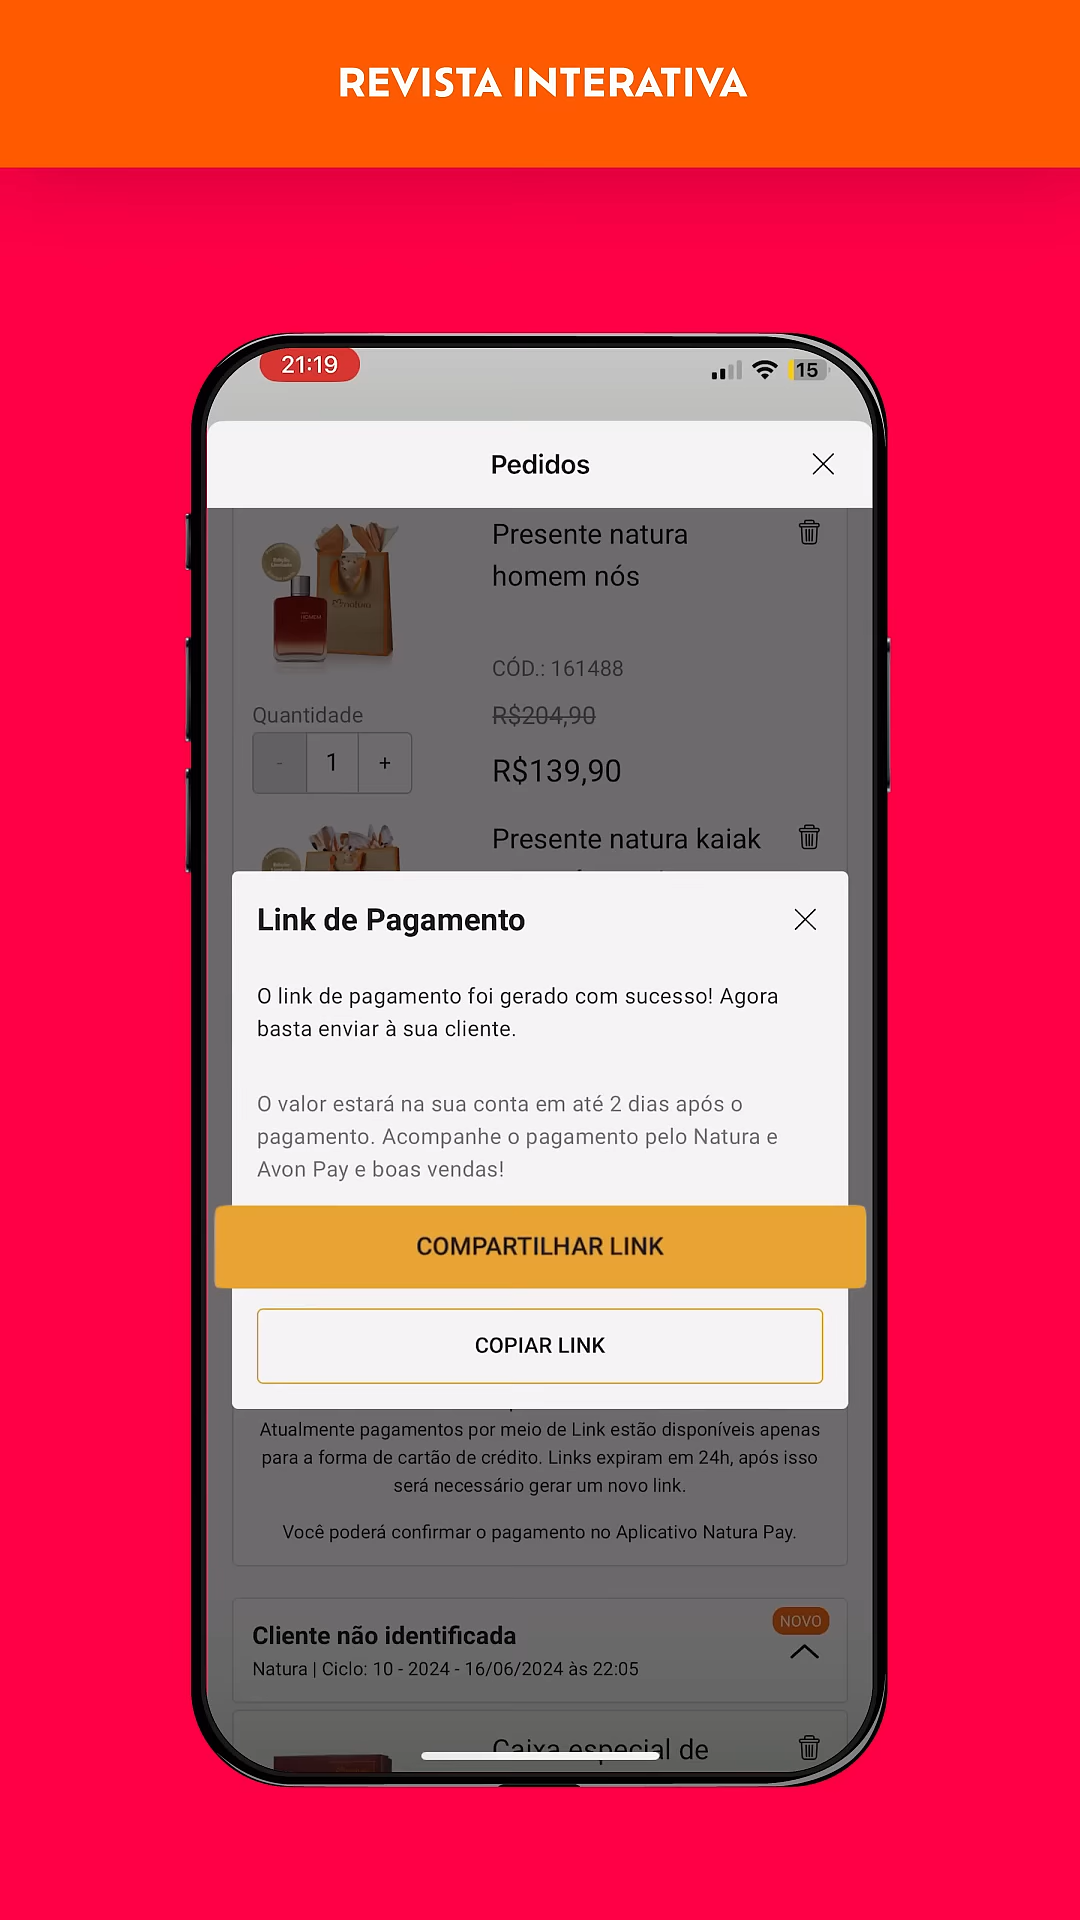 REVISTA INTERATIVA
21:19
15
Pedidos
Presente natura
homem nós
CÓD.: 161488
Quantidade
R$204,90
- 1 +
R$139,90
Presente natura kaiak
Link de Pagamento
O link de pagamento foi gerado com sucesso! Agora
basta enviar à sua cliente.
O valor estará na sua conta em até 2 dias após o
pagamento. Acompanhe o pagamento pelo Natura e
Avon Pay e boas vendas!
COMPARTILHAR LINK
COPIAR LINK
Atualmente pagamentos por meio de Link estão disponíveis apenas
para a forma de cartão de crédito. Links expiram em 24h, após isso
será necessário gerar um novo link.
Você poderá confirmar o pagamento no Aplicativo Natura Pay.
NOVO
Cliente não identificada
Natura | Ciclo: 10 - 2024 - 16/06/2024 às 22:05
Caixa especial de